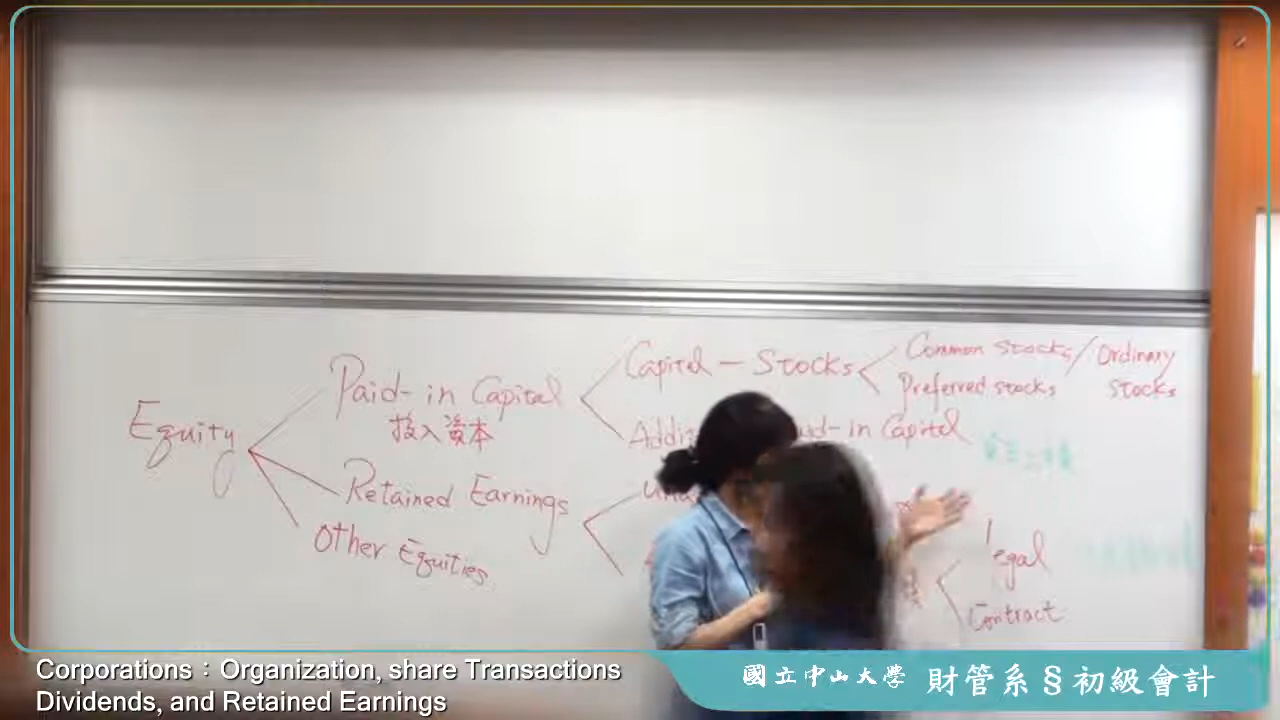 Equity
Paid-in Capital
投入資本
Retained Earnings
Other Equities
Capital - Stocks
Common stocks / Ordinary stocks
Preferred stocks
in Capital
legal
Contract
Corporations：Organization, share Transactions
Dividends, and Retained Earnings
國立中山大學 財管系§初級會計